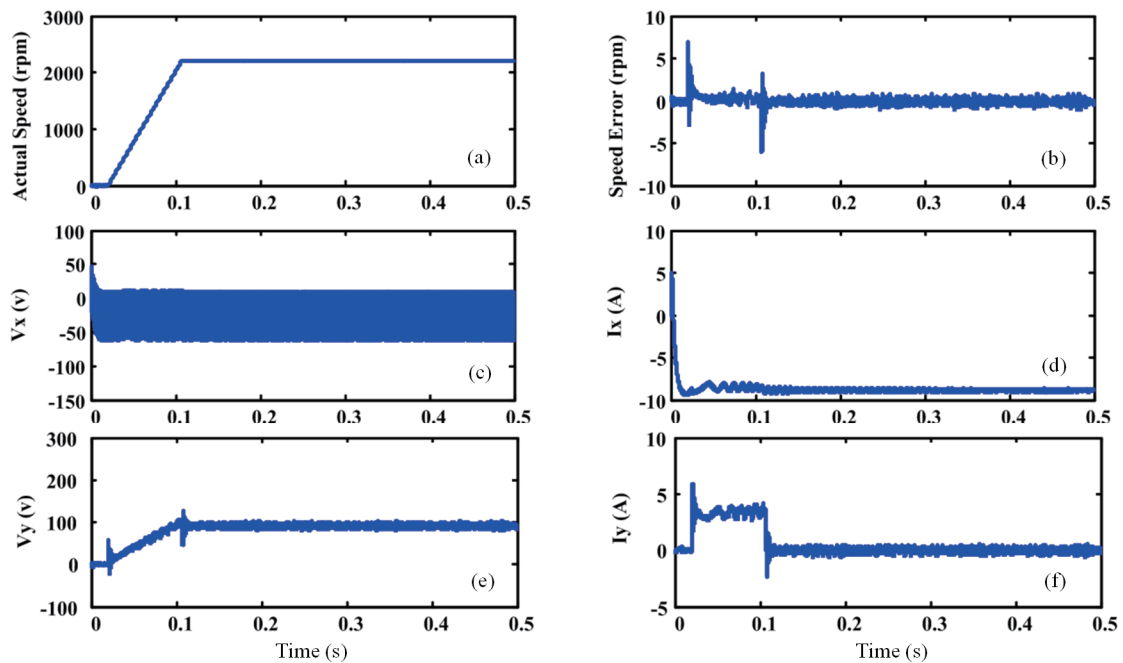 Actual Speed (rpm)
3000
2000
1000
0
(a)
0 0.1 0.2 0.3 0.4 0.5
Speed Error (rpm)
10
5
0
-5
-10
(b)
0 0.1 0.2 0.3 0.4 0.5
Vx (v)
100
50
0
-50
-100
-150
(c)
0 0.1 0.2 0.3 0.4 0.5
Ix (A)
10
5
0
-5
-10
(d)
0 0.1 0.2 0.3 0.4 0.5
Vy (v)
300
200
100
0
-100
(e)
0 0.1 0.2 0.3 0.4 0.5
Time (s)
Iy (A)
10
5
0
-5
(f)
0 0.1 0.2 0.3 0.4 0.5
Time (s)